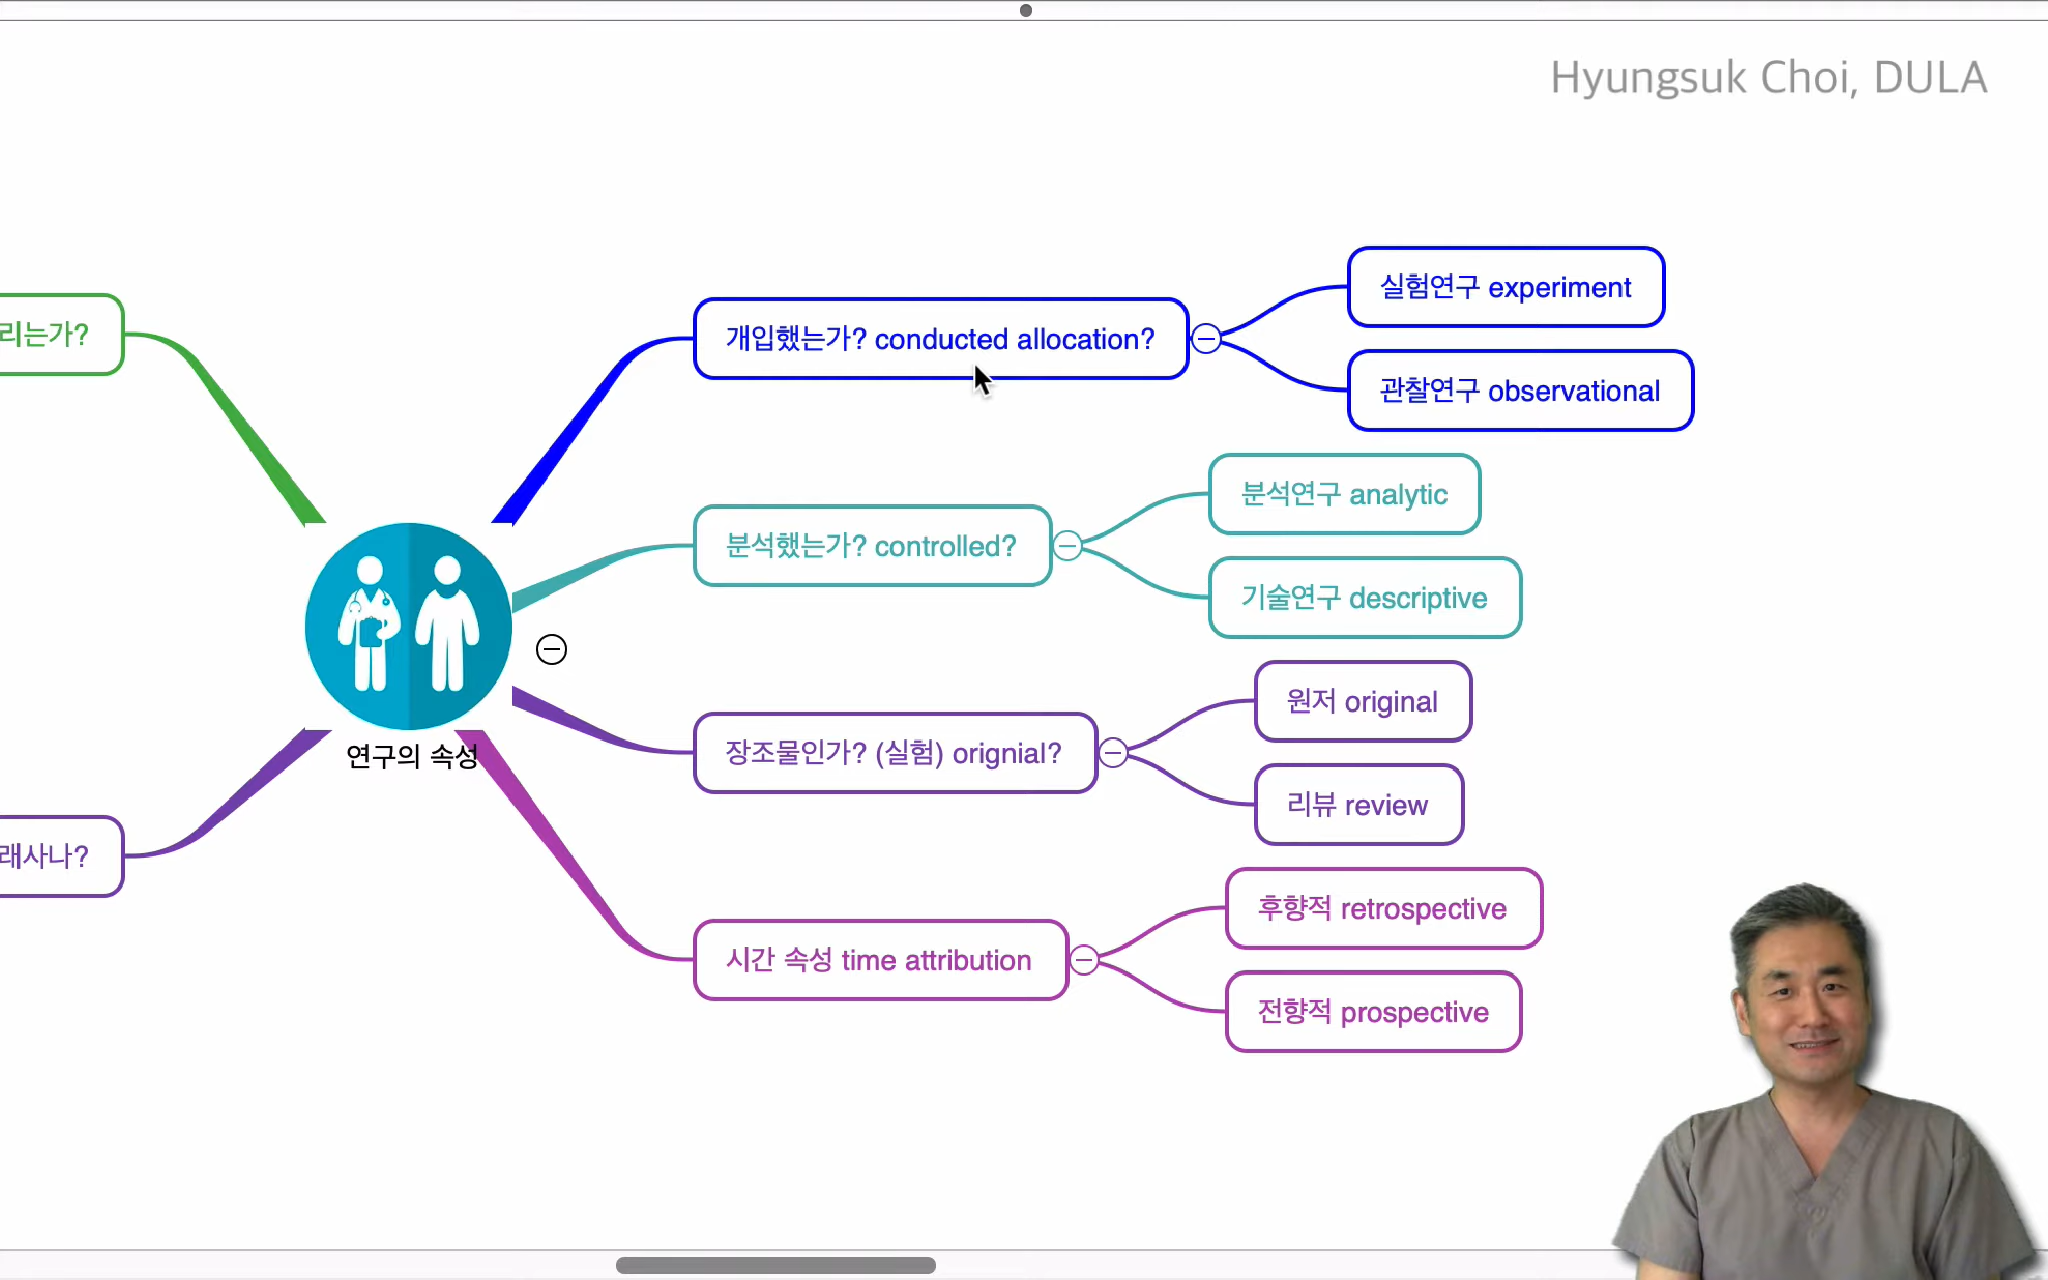 Hyungsuk Choi, DULA
리는가?
개입했는가? conducted allocation?
실험연구 experiment
관찰연구 observational
분석했는가? controlled?
분석연구 analytic
기술연구 descriptive
연구의 속성
장조물인가? (실험) orignial?
원저 original
리뷰 review
래사나?
시간 속성 time attribution
후향적 retrospective
전향적 prospective